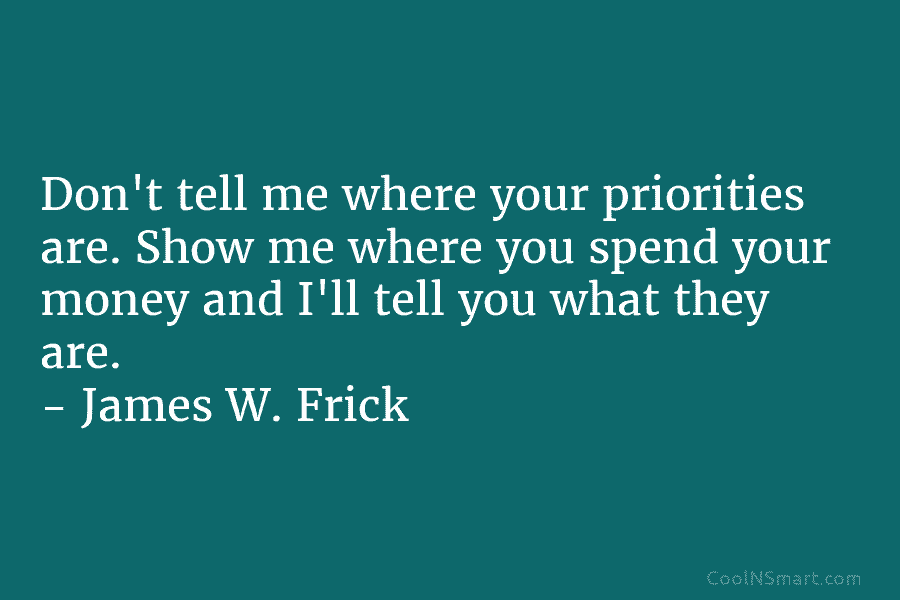 Don't tell me where your priorities
are. Show me where you spend your
money and I'll tell you what they
are.
– James W. Frick
CoolNSmart.com